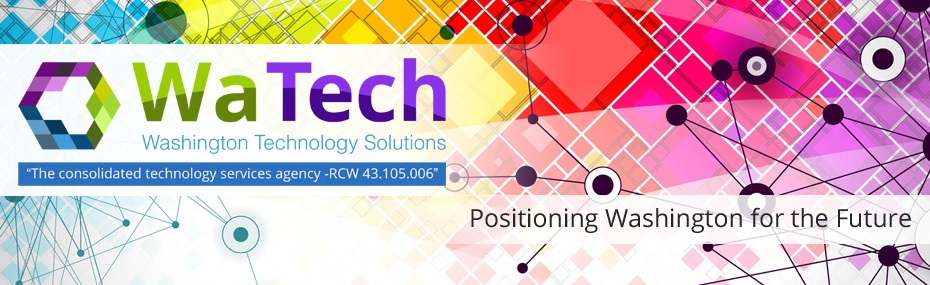 WaTech
Washington Technology Solutions
“The consolidated technology services agency -RCW 43.105.006”
Positioning Washington for the Future